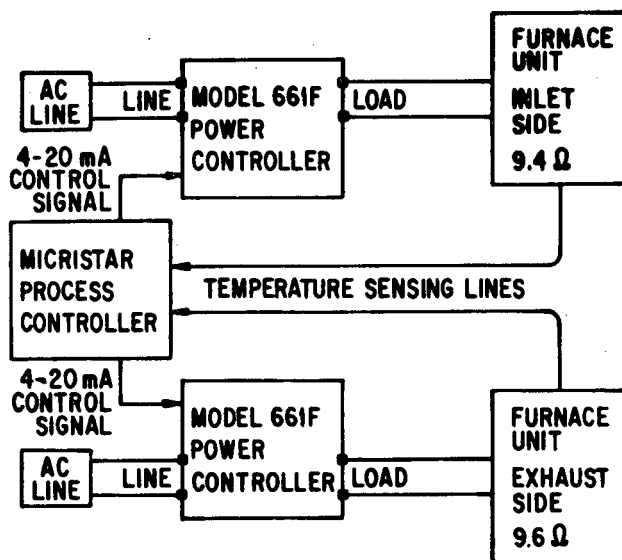 AC
LINE
LINE
MODEL 661F
POWER
CONTROLLER
LOAD
FURNACE
UNIT
INLET
SIDE
9.4 Ω
4-20 mA
CONTROL
SIGNAL
MICRISTAR
PROCESS
CONTROLLER
TEMPERATURE SENSING LINES
4-20 mA
CONTROL
SIGNAL
AC
LINE
LINE
MODEL 661F
POWER
CONTROLLER
LOAD
FURNACE
UNIT
EXHAUST
SIDE
9.6 Ω